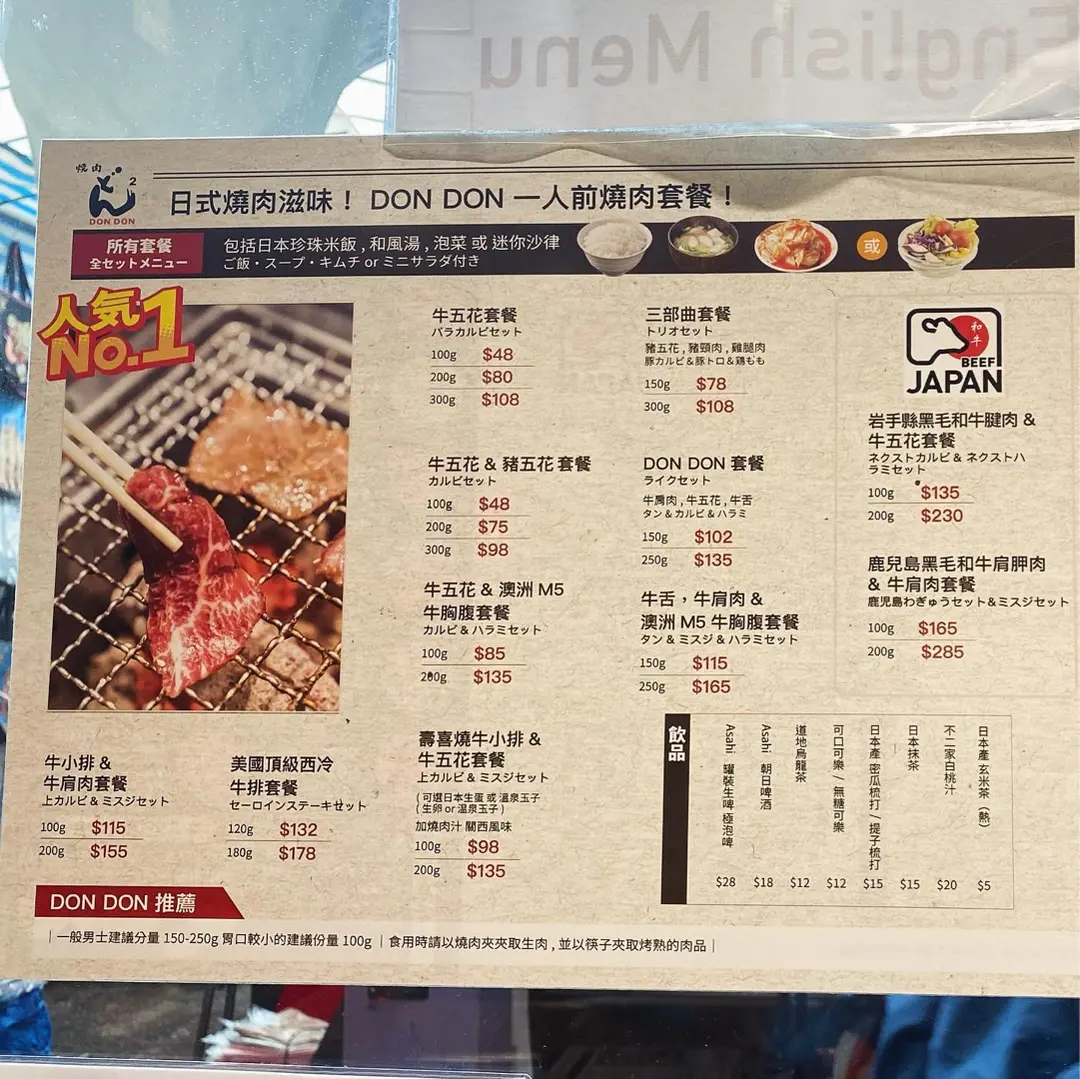 English Menu
燒肉
どん2
DON DON
日式燒肉滋味！ DON DON 一人前燒肉套餐！
所有套餐
全セットメニュー
包括日本珍珠米飯 , 和風湯 , 泡菜 或 迷你沙律
ご飯・スープ・キムチ or ミニサラダ付き
或
人気
No.1
牛五花套餐
バラカルビセット
100g $48
200g $80
300g $108
牛五花 & 豬五花 套餐
カルビセット
100g $48
200g $75
300g $98
牛五花 & 澳洲 M5
牛胸腹套餐
カルビ & ハラミセット
100g $85
200g $135
壽喜燒牛小排 &
牛五花套餐
上カルビ & ミスジセット
( 可選日本生蛋 或 溫泉玉子 )
( 生卵 or 温泉玉子 )
加燒肉汁 關西風味
100g $98
200g $135
三部曲套餐
トリオセット
豬五花 , 豬頸肉 , 雞腿肉
豚カルビ & 豚トロ & 鶏もも
150g $78
300g $108
DON DON 套餐
ライクセット
牛肩肉 , 牛五花 , 牛舌
タン & カルビ & ハラミ
150g $102
250g $135
牛舌，牛肩肉 &
澳洲 M5 牛胸腹套餐
タン & ミスジ & ハラミセット
150g $115
250g $165
和牛
BEEF
JAPAN
岩手縣黑毛和牛腱肉 &
牛五花套餐
ネクストカルビ & ネクストハ
ラミセット
100g $135
200g $230
鹿兒島黑毛和牛肩胛肉
& 牛肩肉套餐
鹿児島わぎゅうセット & ミスジセット
100g $165
200g $285
牛小排 &
牛肩肉套餐
上カルビ & ミスジセット
100g $115
200g $155
美國頂級西冷
牛排套餐
セーロインステーキセット
120g $132
180g $178
飲品
Asahi 罐裝生啤 極泡啤 $28
Asahi 朝日啤酒 $18
道地烏龍茶 $12
可口可樂 / 無糖可樂 $12
日本產 密瓜梳打 / 提子梳打 $15
日本抹茶 $15
不二家白桃汁 $20
日本產 玄米茶 (熱) $5
DON DON 推薦
| 一般男士建議分量 150-250g 胃口較小的建議份量 100g | 食用時請以燒肉夾夾取生肉 , 並以筷子夾取烤熟的肉品 |